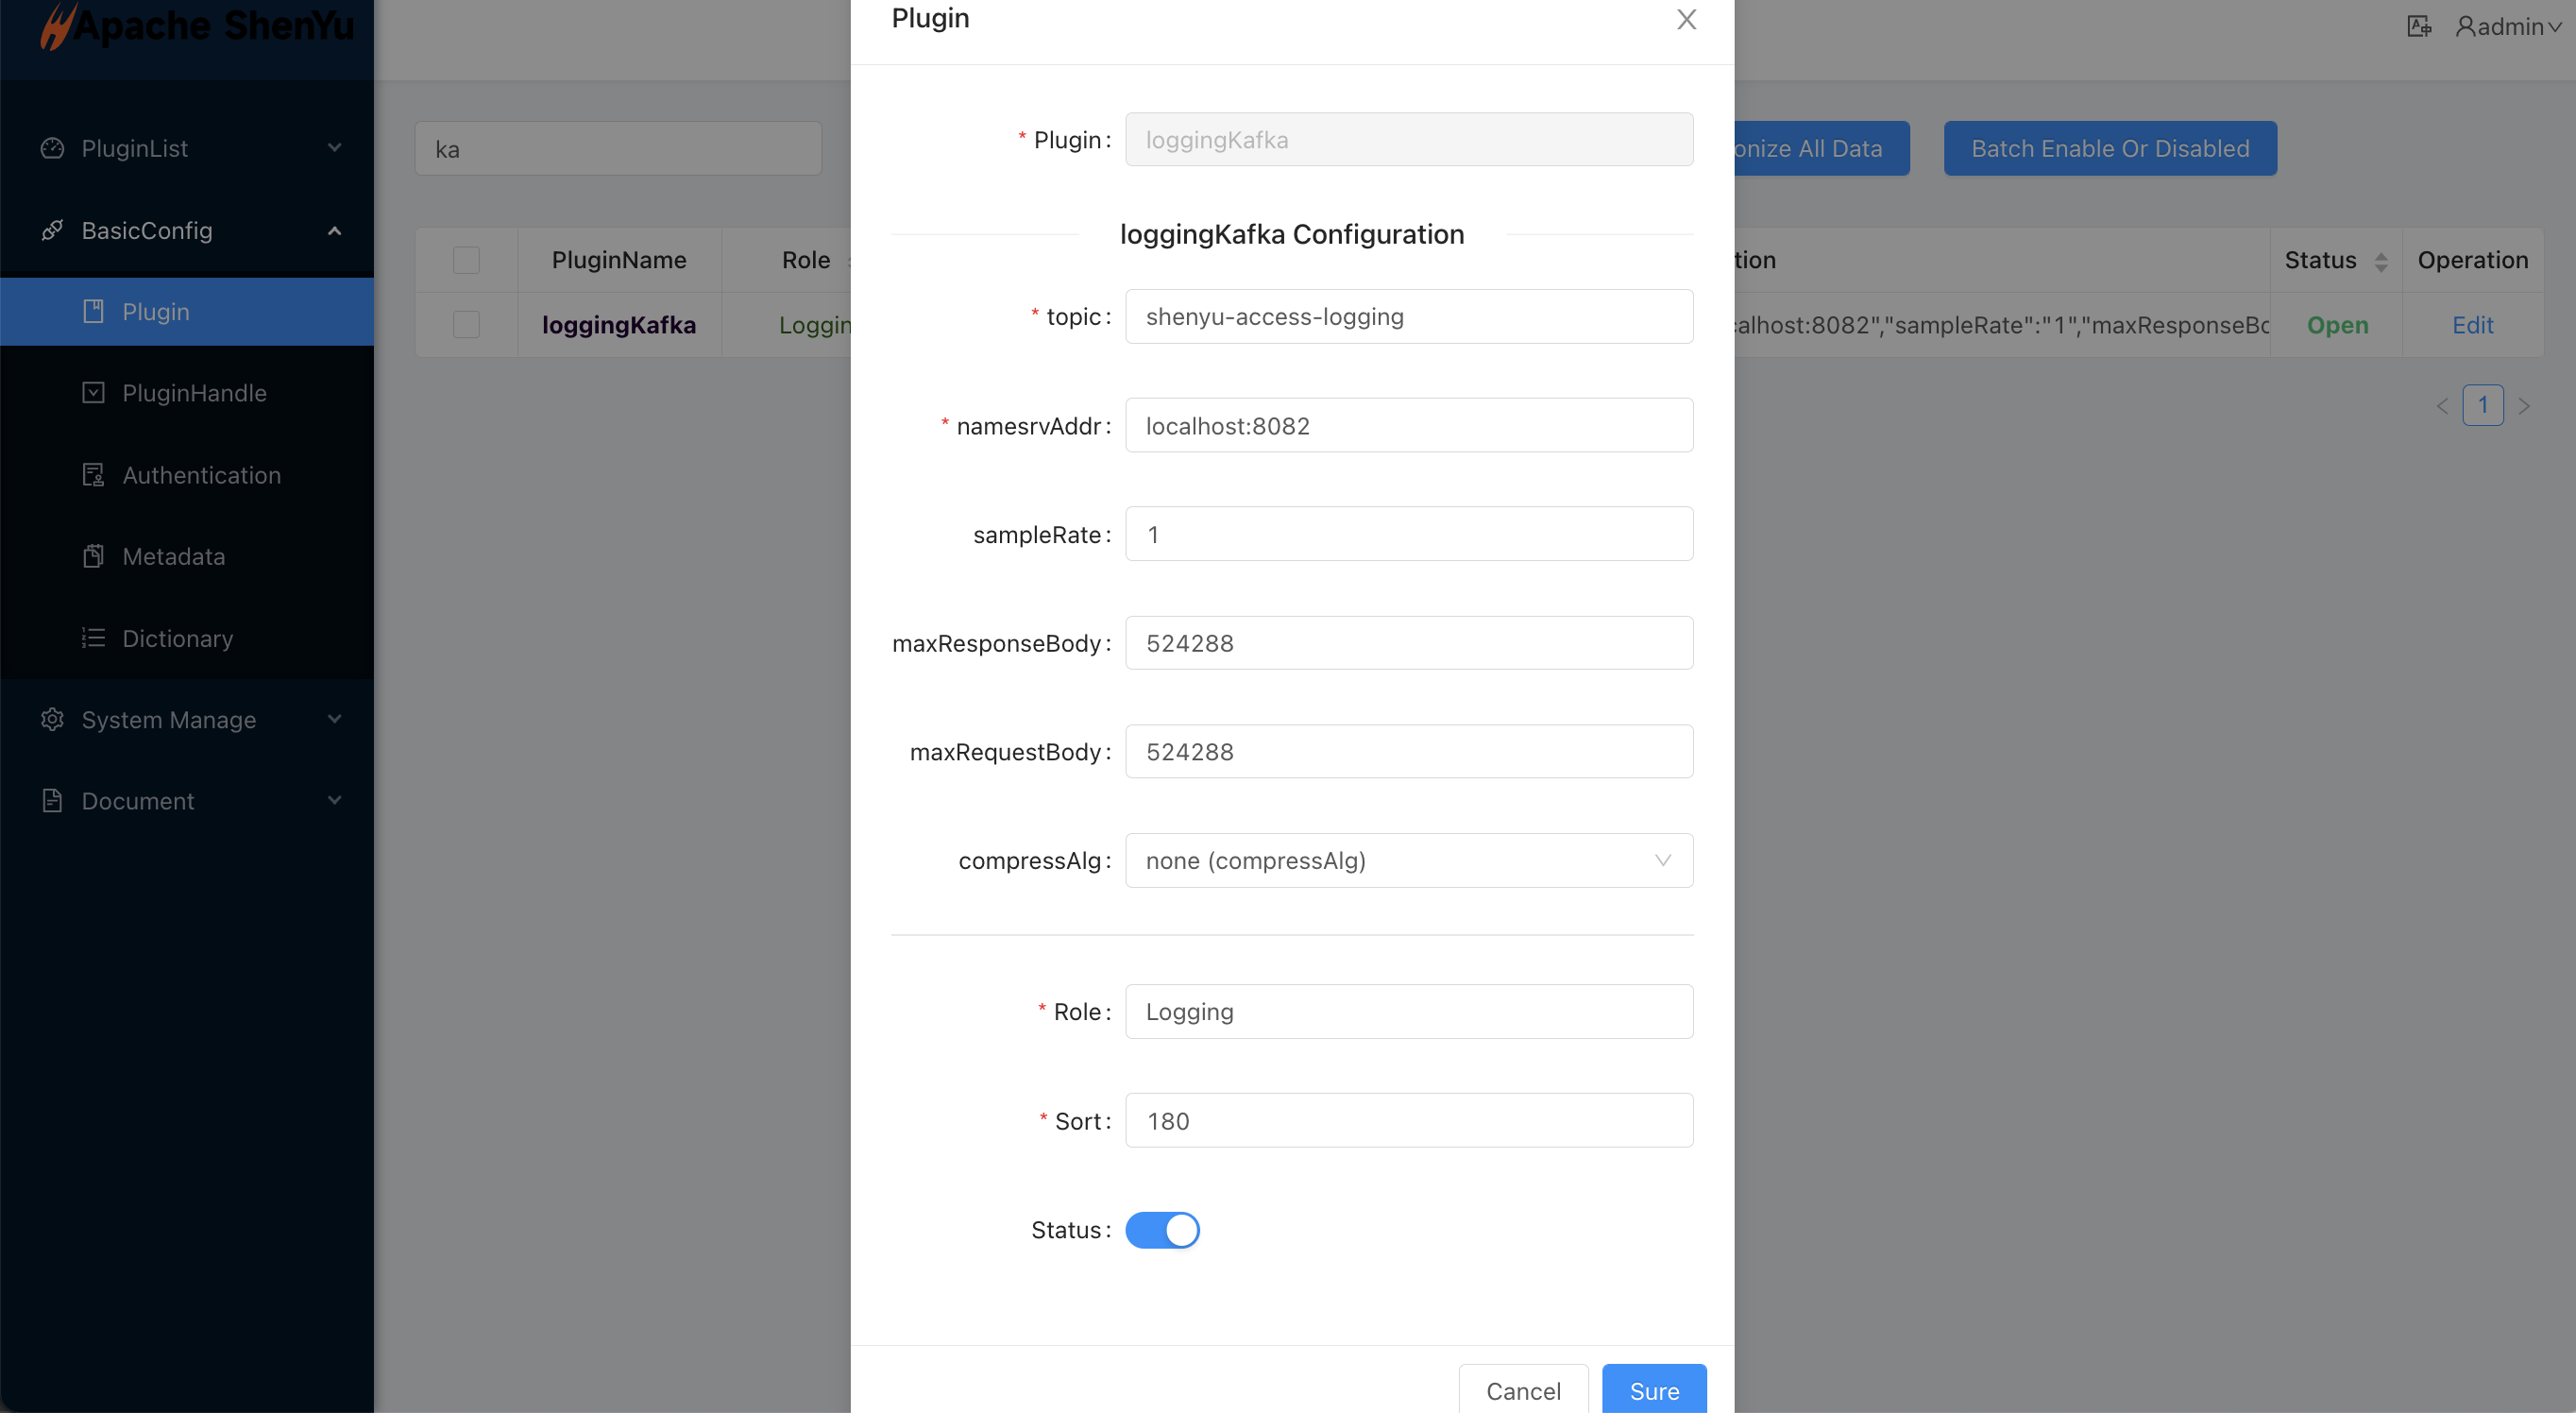 Apache ShenYu
admin
PluginList
BasicConfig
Plugin
PluginHandle
Authentication
Metadata
Dictionary
System Manage
Document
ka
onize All Data
Batch Enable Or Disabled
PluginName
Role
tion
Status
Operation
loggingKafka
Loggin
alhost:8082","sampleRate":"1","maxResponseBo
Open
Edit
1
Plugin
* Plugin:
loggingKafka
loggingKafka Configuration
* topic:
shenyu-access-logging
* namesrvAddr:
localhost:8082
sampleRate:
1
maxResponseBody:
524288
maxRequestBody:
524288
compressAlg:
none (compressAlg)
* Role:
Logging
* Sort:
180
Status:
Cancel
Sure